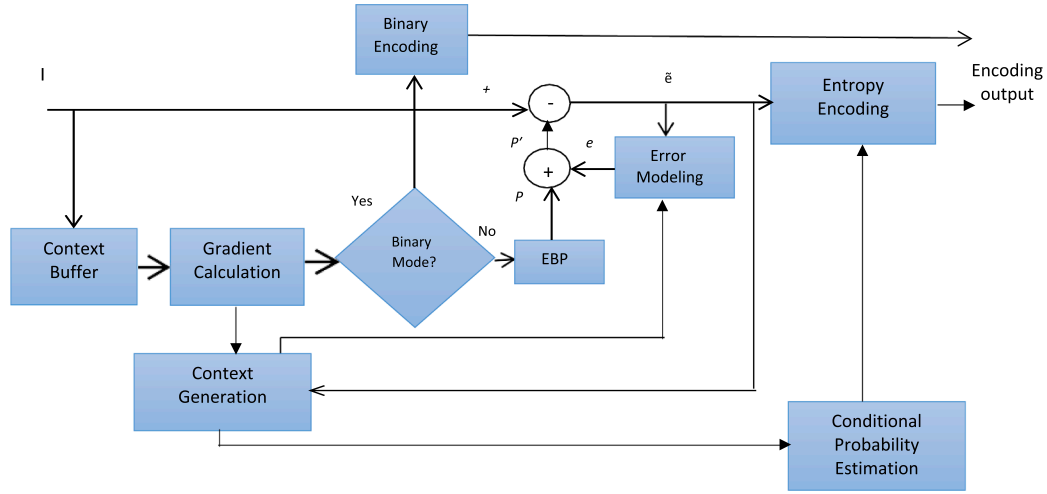 Binary
Encoding
I
+
ẽ
Entropy
Encoding
Encoding
output
-
P’
e
Error
Modeling
+
P
Yes
No
Context
Buffer
Gradient
Calculation
Binary
Mode?
EBP
Context
Generation
Conditional
Probability
Estimation